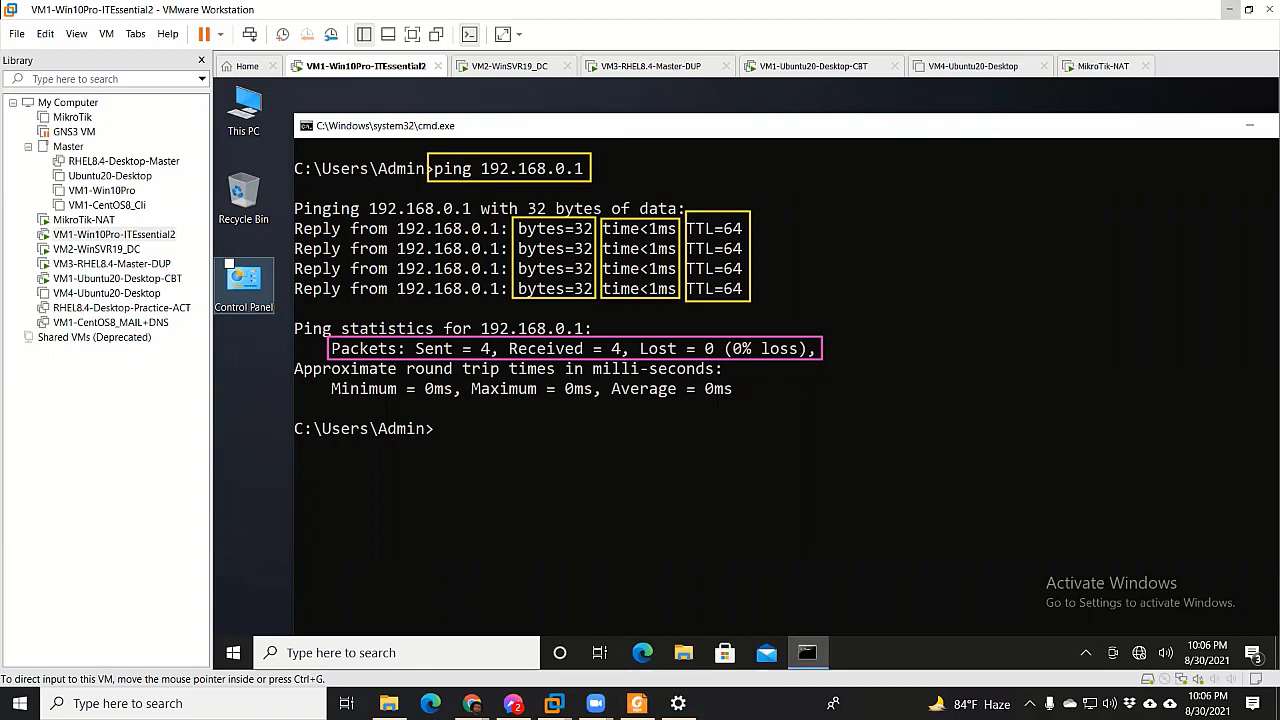 VM1-Win10Pro-ITEssential2 - VMware Workstation
File Edit View VM Tabs Help
Library
Type here to search
My Computer
MikroTik
GNS3 VM
Master
RHEL8.4-Desktop-Master
Ubuntu20-Desktop
VM1-Win10Pro
VM1-CentOS8_Cli
MikroTik-NAT
VM1-Win10Pro-ITEssential2
VM2-WinSVR19_DC
VM3-RHEL8.4-Master-DUP
VM1-Ubuntu20-Desktop-CBT
VM4-Ubuntu20-Desktop
RHEL8.4-Desktop-Practice-ACT
VM1-CentOS8_MAIL+DNS
Shared VMs (Deprecated)
Home VM1-Win10Pro-ITEssential2 VM2-WinSVR19_DC VM3-RHEL8.4-Master-DUP VM1-Ubuntu20-Desktop-CBT VM4-Ubuntu20-Desktop MikroTik-NAT
This PC
Recycle Bin
Control Panel
C:\Windows\system32\cmd.exe
C:\Users\Admin>ping 192.168.0.1
Pinging 192.168.0.1 with 32 bytes of data:
Reply from 192.168.0.1: bytes=32 time<1ms TTL=64
Reply from 192.168.0.1: bytes=32 time<1ms TTL=64
Reply from 192.168.0.1: bytes=32 time<1ms TTL=64
Reply from 192.168.0.1: bytes=32 time<1ms TTL=64
Ping statistics for 192.168.0.1:
Packets: Sent = 4, Received = 4, Lost = 0 (0% loss),
Approximate round trip times in milli-seconds:
Minimum = 0ms, Maximum = 0ms, Average = 0ms
C:\Users\Admin>
Activate Windows
Go to Settings to activate Windows.
Type here to search
10:06 PM
8/30/2021
3
To direct input to this VM, move the mouse pointer inside or press Ctrl+G.
Type here to search
2
84°F Haze
10:06 PM
8/30/2021